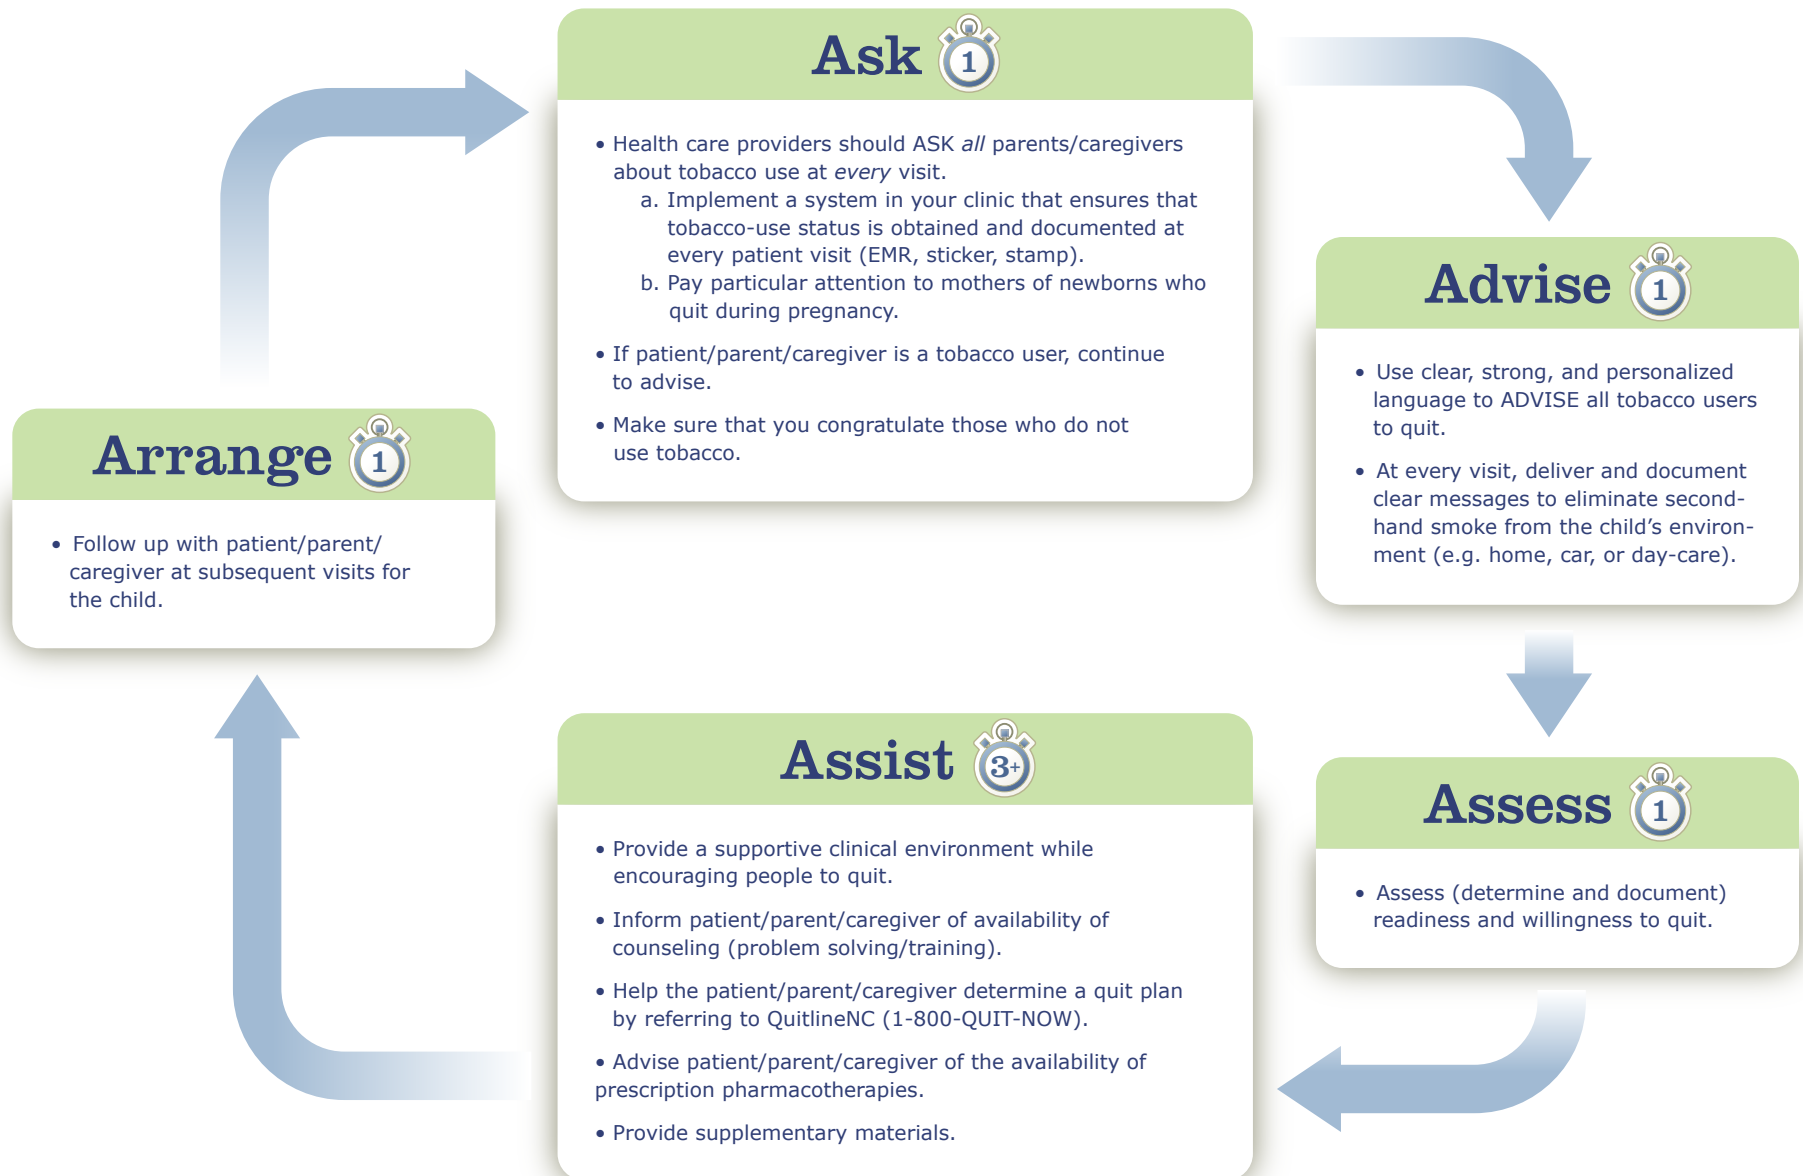 Ask 1
• Health care providers should ASK all parents/caregivers
about tobacco use at every visit.
a. Implement a system in your clinic that ensures that
tobacco-use status is obtained and documented at
every patient visit (EMR, sticker, stamp).
b. Pay particular attention to mothers of newborns who
quit during pregnancy.
• If patient/parent/caregiver is a tobacco user, continue
to advise.
• Make sure that you congratulate those who do not
use tobacco.
Advise 1
• Use clear, strong, and personalized
language to ADVISE all tobacco users
to quit.
• At every visit, deliver and document
clear messages to eliminate second-
hand smoke from the child’s environ-
ment (e.g. home, car, or day-care).
Assess 1
• Assess (determine and document)
readiness and willingness to quit.
Assist 3+
• Provide a supportive clinical environment while
encouraging people to quit.
• Inform patient/parent/caregiver of availability of
counseling (problem solving/training).
• Help the patient/parent/caregiver determine a quit plan
by referring to QuitlineNC (1-800-QUIT-NOW).
• Advise patient/parent/caregiver of the availability of
prescription pharmacotherapies.
• Provide supplementary materials.
Arrange 1
• Follow up with patient/parent/
caregiver at subsequent visits for
the child.